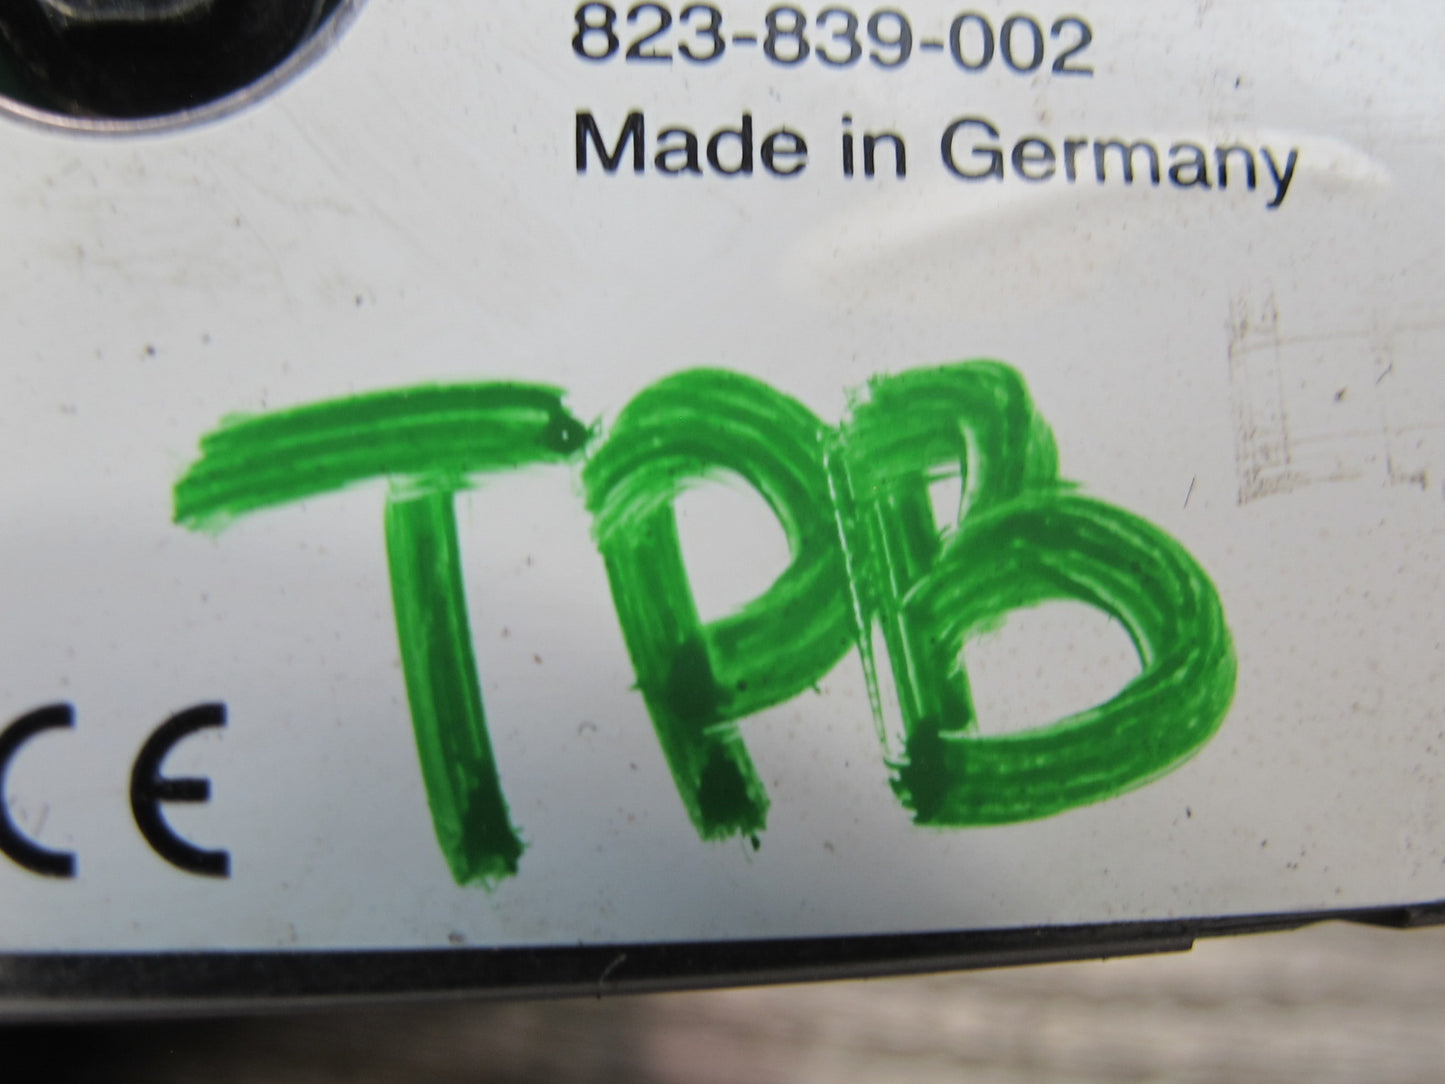 823-839-002
Made in Germany
TPB
CE